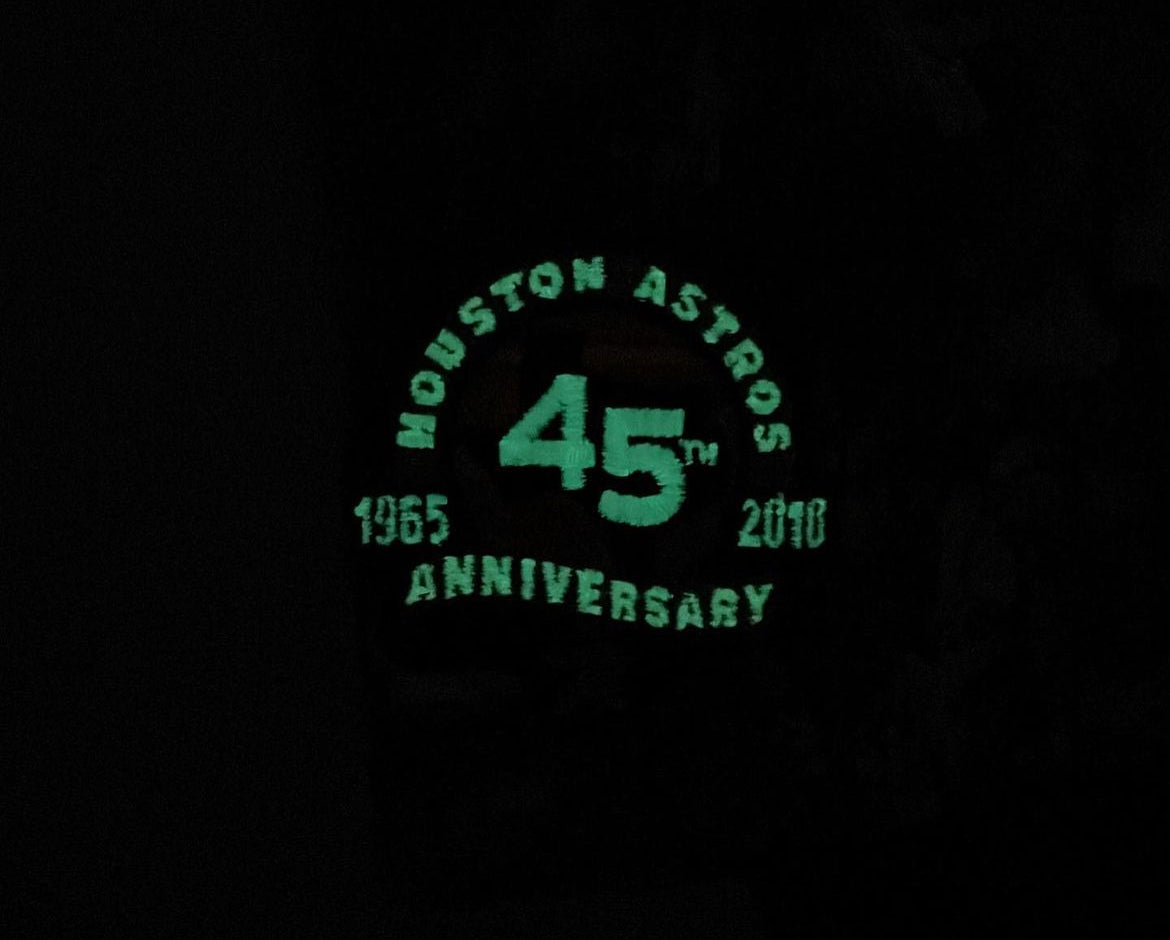 HOUSTON ASTROS
45TH
1965 2010
ANNIVERSARY